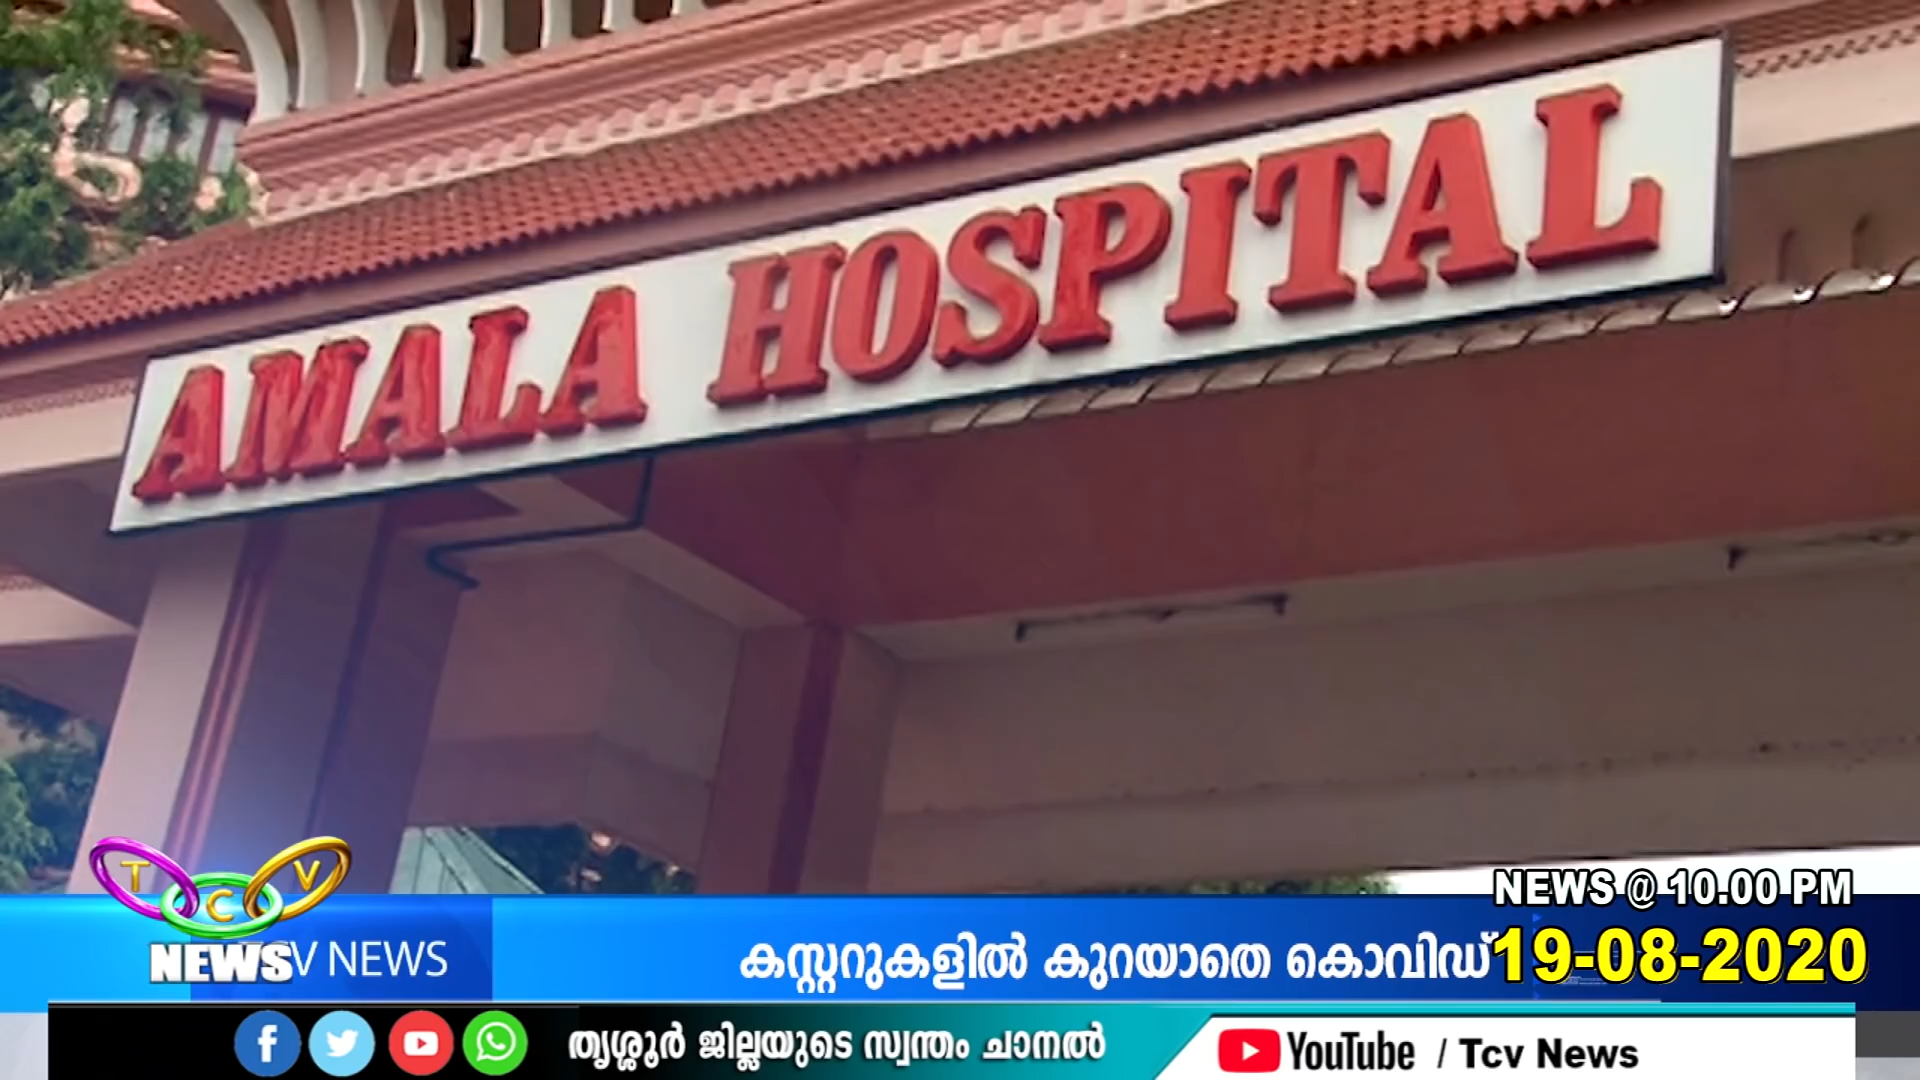 AMALA HOSPITAL
T C V
NEWS
V NEWS
NEWS @ 10.00 PM
കസ്റ്ററുകളിൽ കുറയാതെ കൊവിഡ്
19-08-2020
തൃശ്ശൂർ ജില്ലയുടെ സ്വന്തം ചാനൽ
YouTube / Tcv News